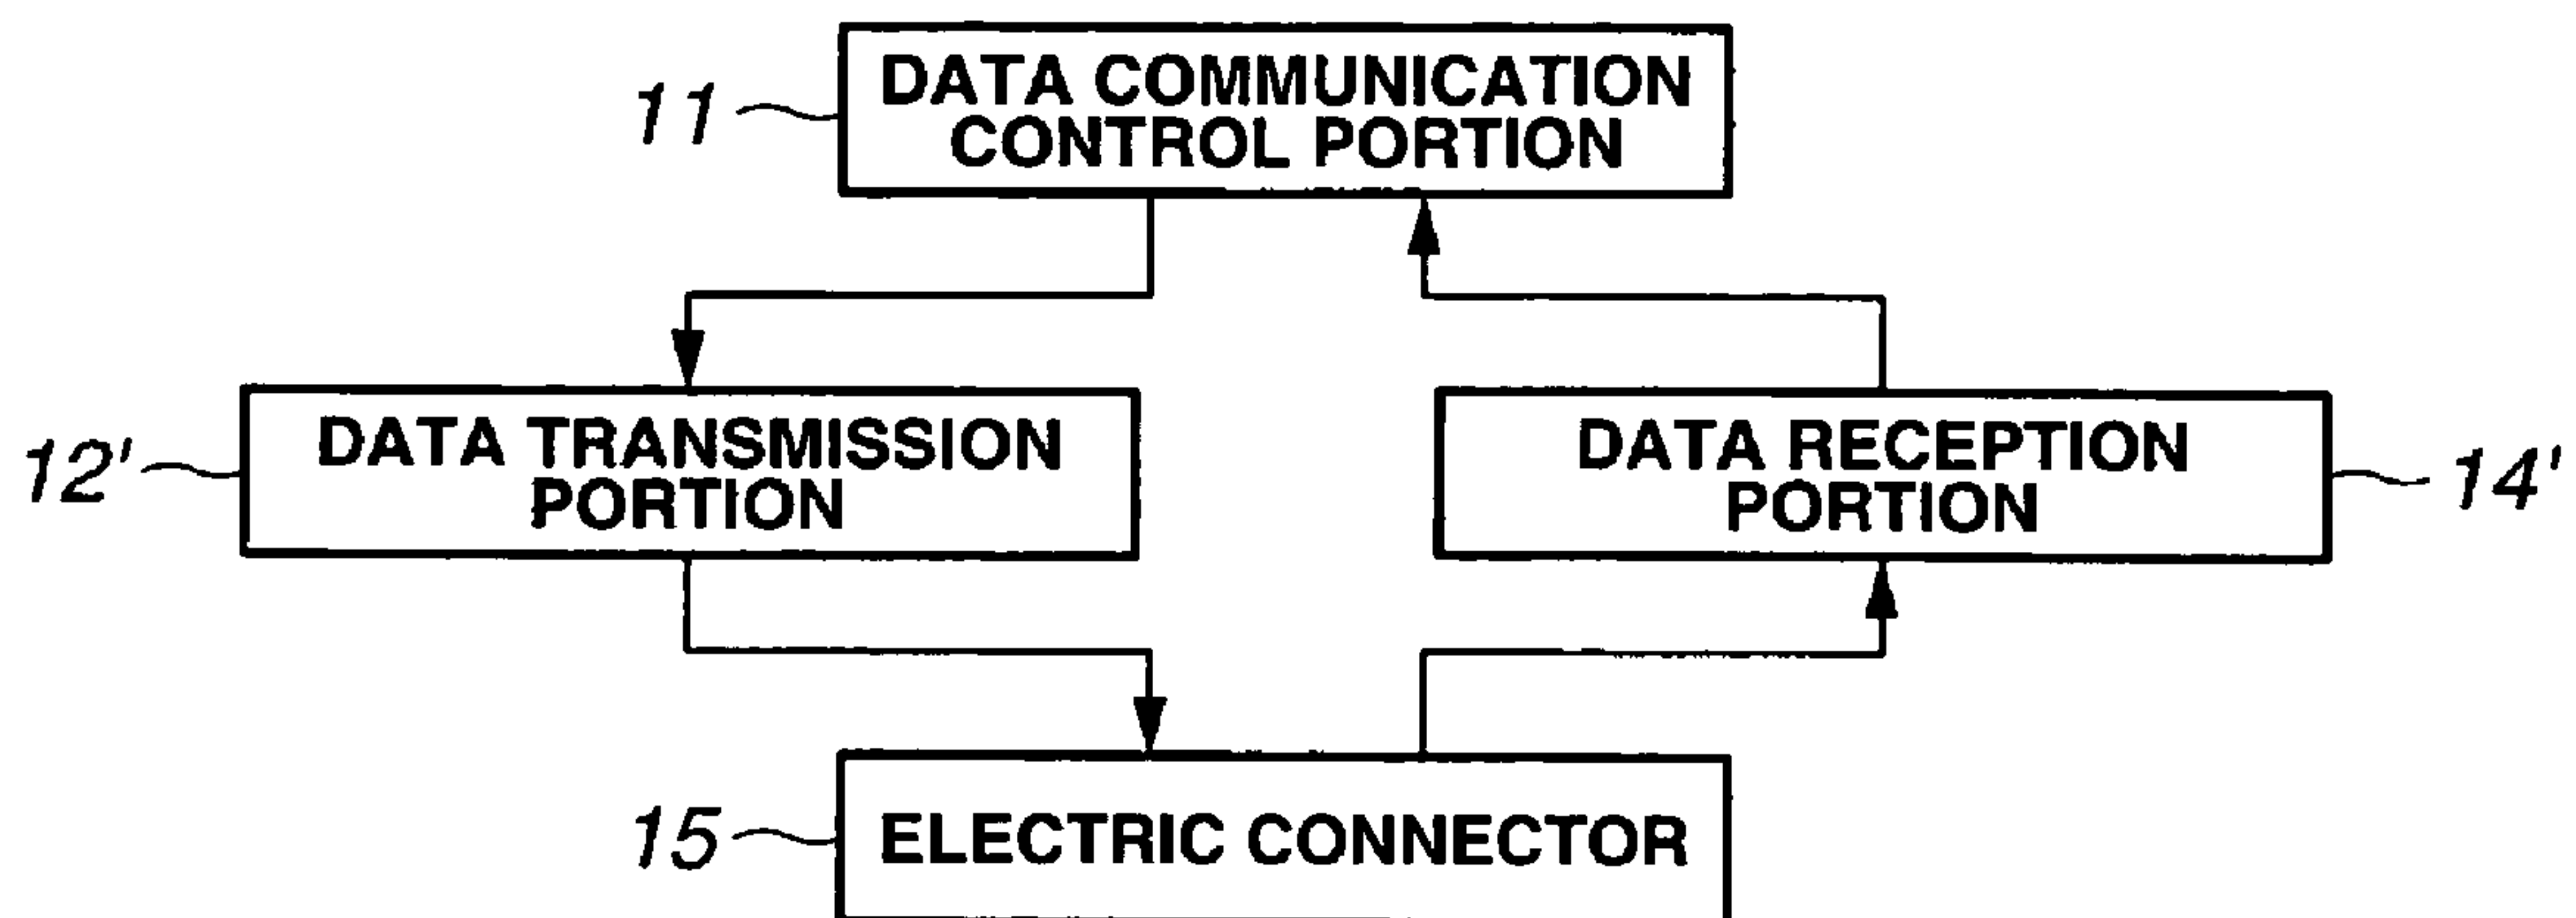 11
DATA COMMUNICATION
CONTROL PORTION
12'
DATA TRANSMISSION
PORTION
DATA RECEPTION
PORTION
14'
15
ELECTRIC CONNECTOR